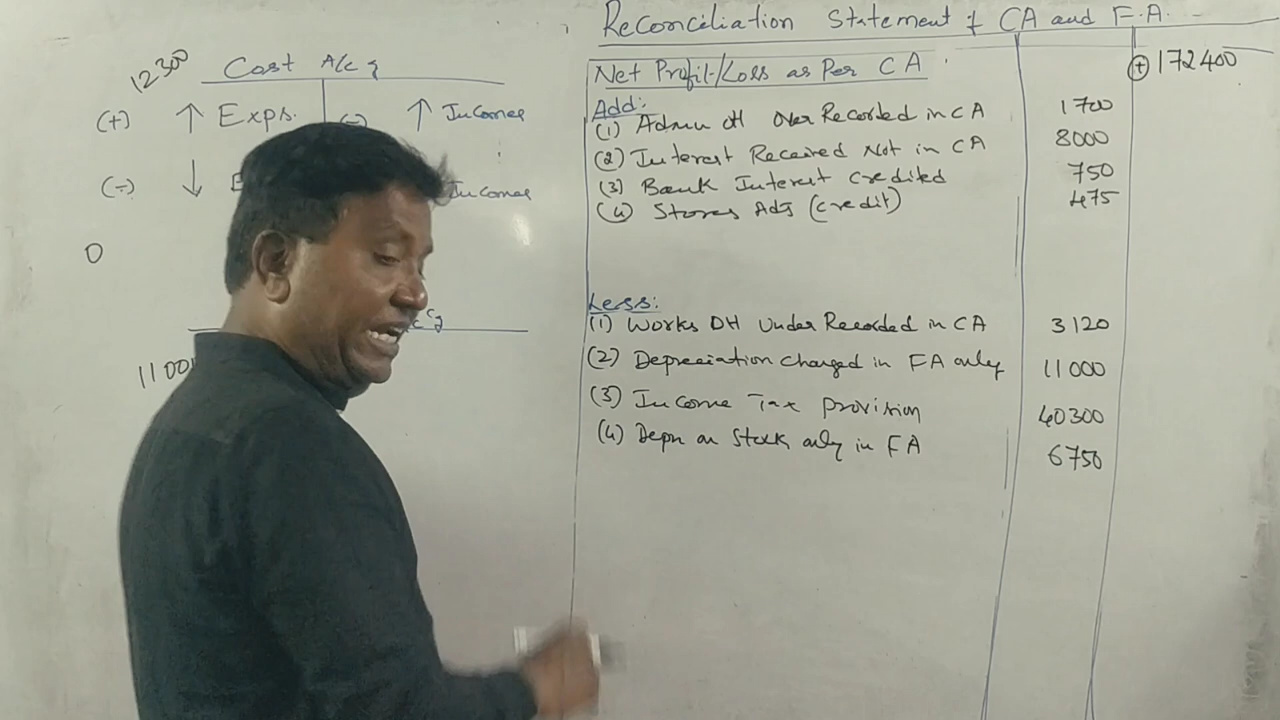 Reconciliation Statement of CA and F.A.
12300
Cost A/c
(+) ↑ Exps. (-) ↑ Incomes
(-) ↓ Incomes
0
1100
Net Profit/Loss as Per CA (+) 172400
Add:
(1) Admn OH Over Recorded in CA 1700
(2) Interest Received Not in CA 8000
(3) Bank Interest credited 750
(4) Stores Adj (credit) 475
Less:
(1) Works OH Under Recorded in CA 3120
(2) Depreciation charged in FA only 11000
(3) Income Tax provision 40300
(4) Depn on Stock only in FA 6750